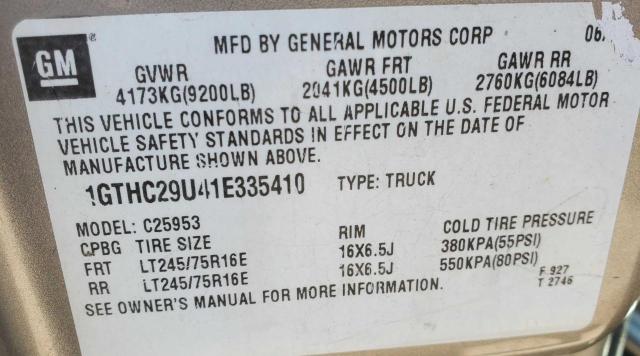 GM
®
MFD BY GENERAL MOTORS CORP 06/
GVWR GAWR FRT GAWR RR
4173KG(9200LB) 2041KG(4500LB) 2760KG(6084LB)
THIS VEHICLE CONFORMS TO ALL APPLICABLE U.S. FEDERAL MOTOR
VEHICLE SAFETY STANDARDS IN EFFECT ON THE DATE OF
MANUFACTURE SHOWN ABOVE.
1GTHC29U41E335410 TYPE: TRUCK
MODEL: C25953
CPBG TIRE SIZE RIM COLD TIRE PRESSURE
FRT LT245/75R16E 16X6.5J 380KPA(55PSI)
RR LT245/75R16E 16X6.5J 550KPA(80PSI)
SEE OWNER'S MANUAL FOR MORE INFORMATION.
F 927
T 2746